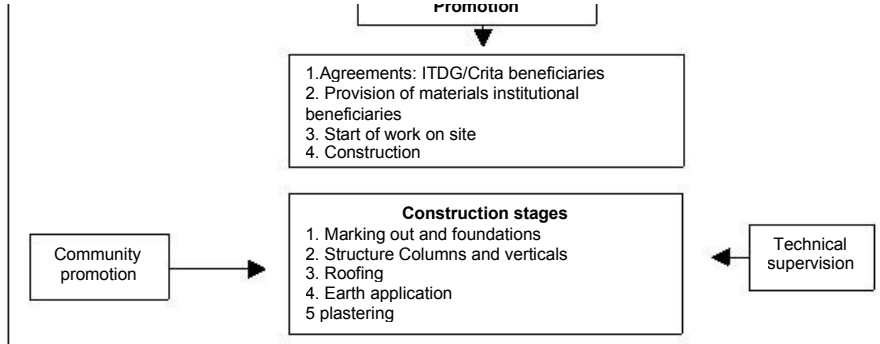 Promotion
1.Agreements: ITDG/Crita beneficiaries
2. Provision of materials institutional
beneficiaries
3. Start of work on site
4. Construction
Construction stages
1. Marking out and foundations
2. Structure Columns and verticals
3. Roofing
4. Earth application
5 plastering
Community
promotion
Technical
supervision